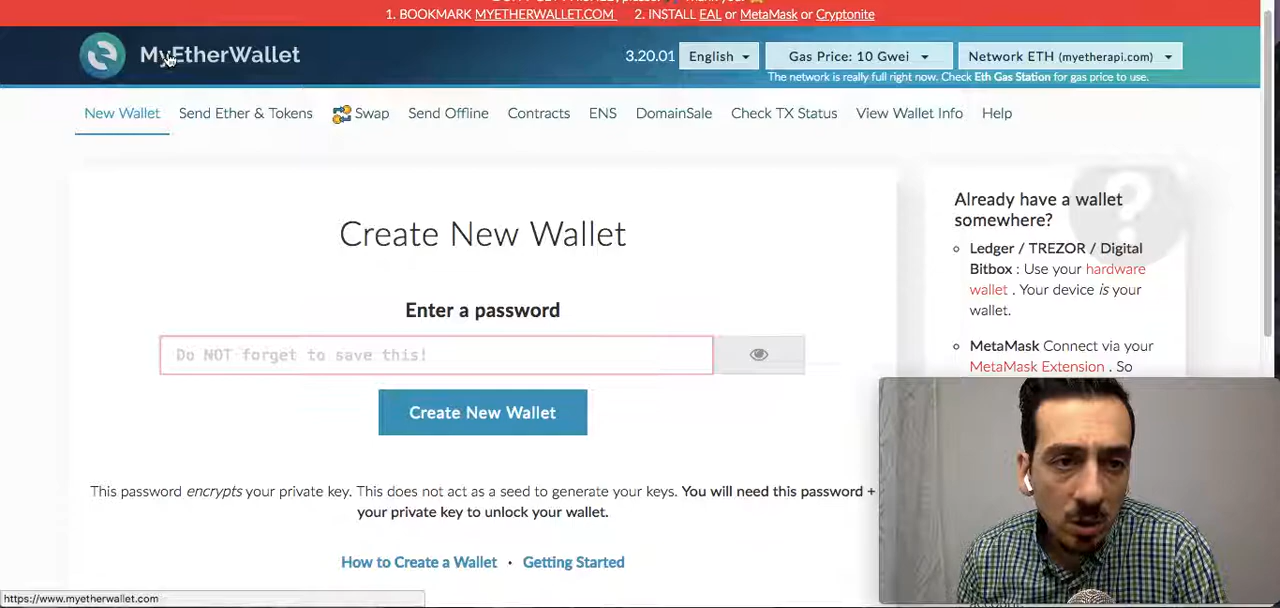 1. BOOKMARK MYETHERWALLET.COM 2. INSTALL EAL or MetaMask or Cryptonite
MyEtherWallet
3.20.01 English Gas Price: 10 Gwei Network ETH (myetherapi.com)
The network is really full right now. Check Eth Gas Station for gas price to use.
New Wallet Send Ether & Tokens Swap Send Offline Contracts ENS DomainSale Check TX Status View Wallet Info Help
Create New Wallet
Enter a password
Do NOT forget to save this!
Create New Wallet
This password encrypts your private key. This does not act as a seed to generate your keys. You will need this password +
your private key to unlock your wallet.
How to Create a Wallet · Getting Started
Already have a wallet
somewhere?
Ledger / TREZOR / Digital
Bitbox : Use your hardware
wallet . Your device is your
wallet.
MetaMask Connect via your
MetaMask Extension . So
https://www.myetherwallet.com